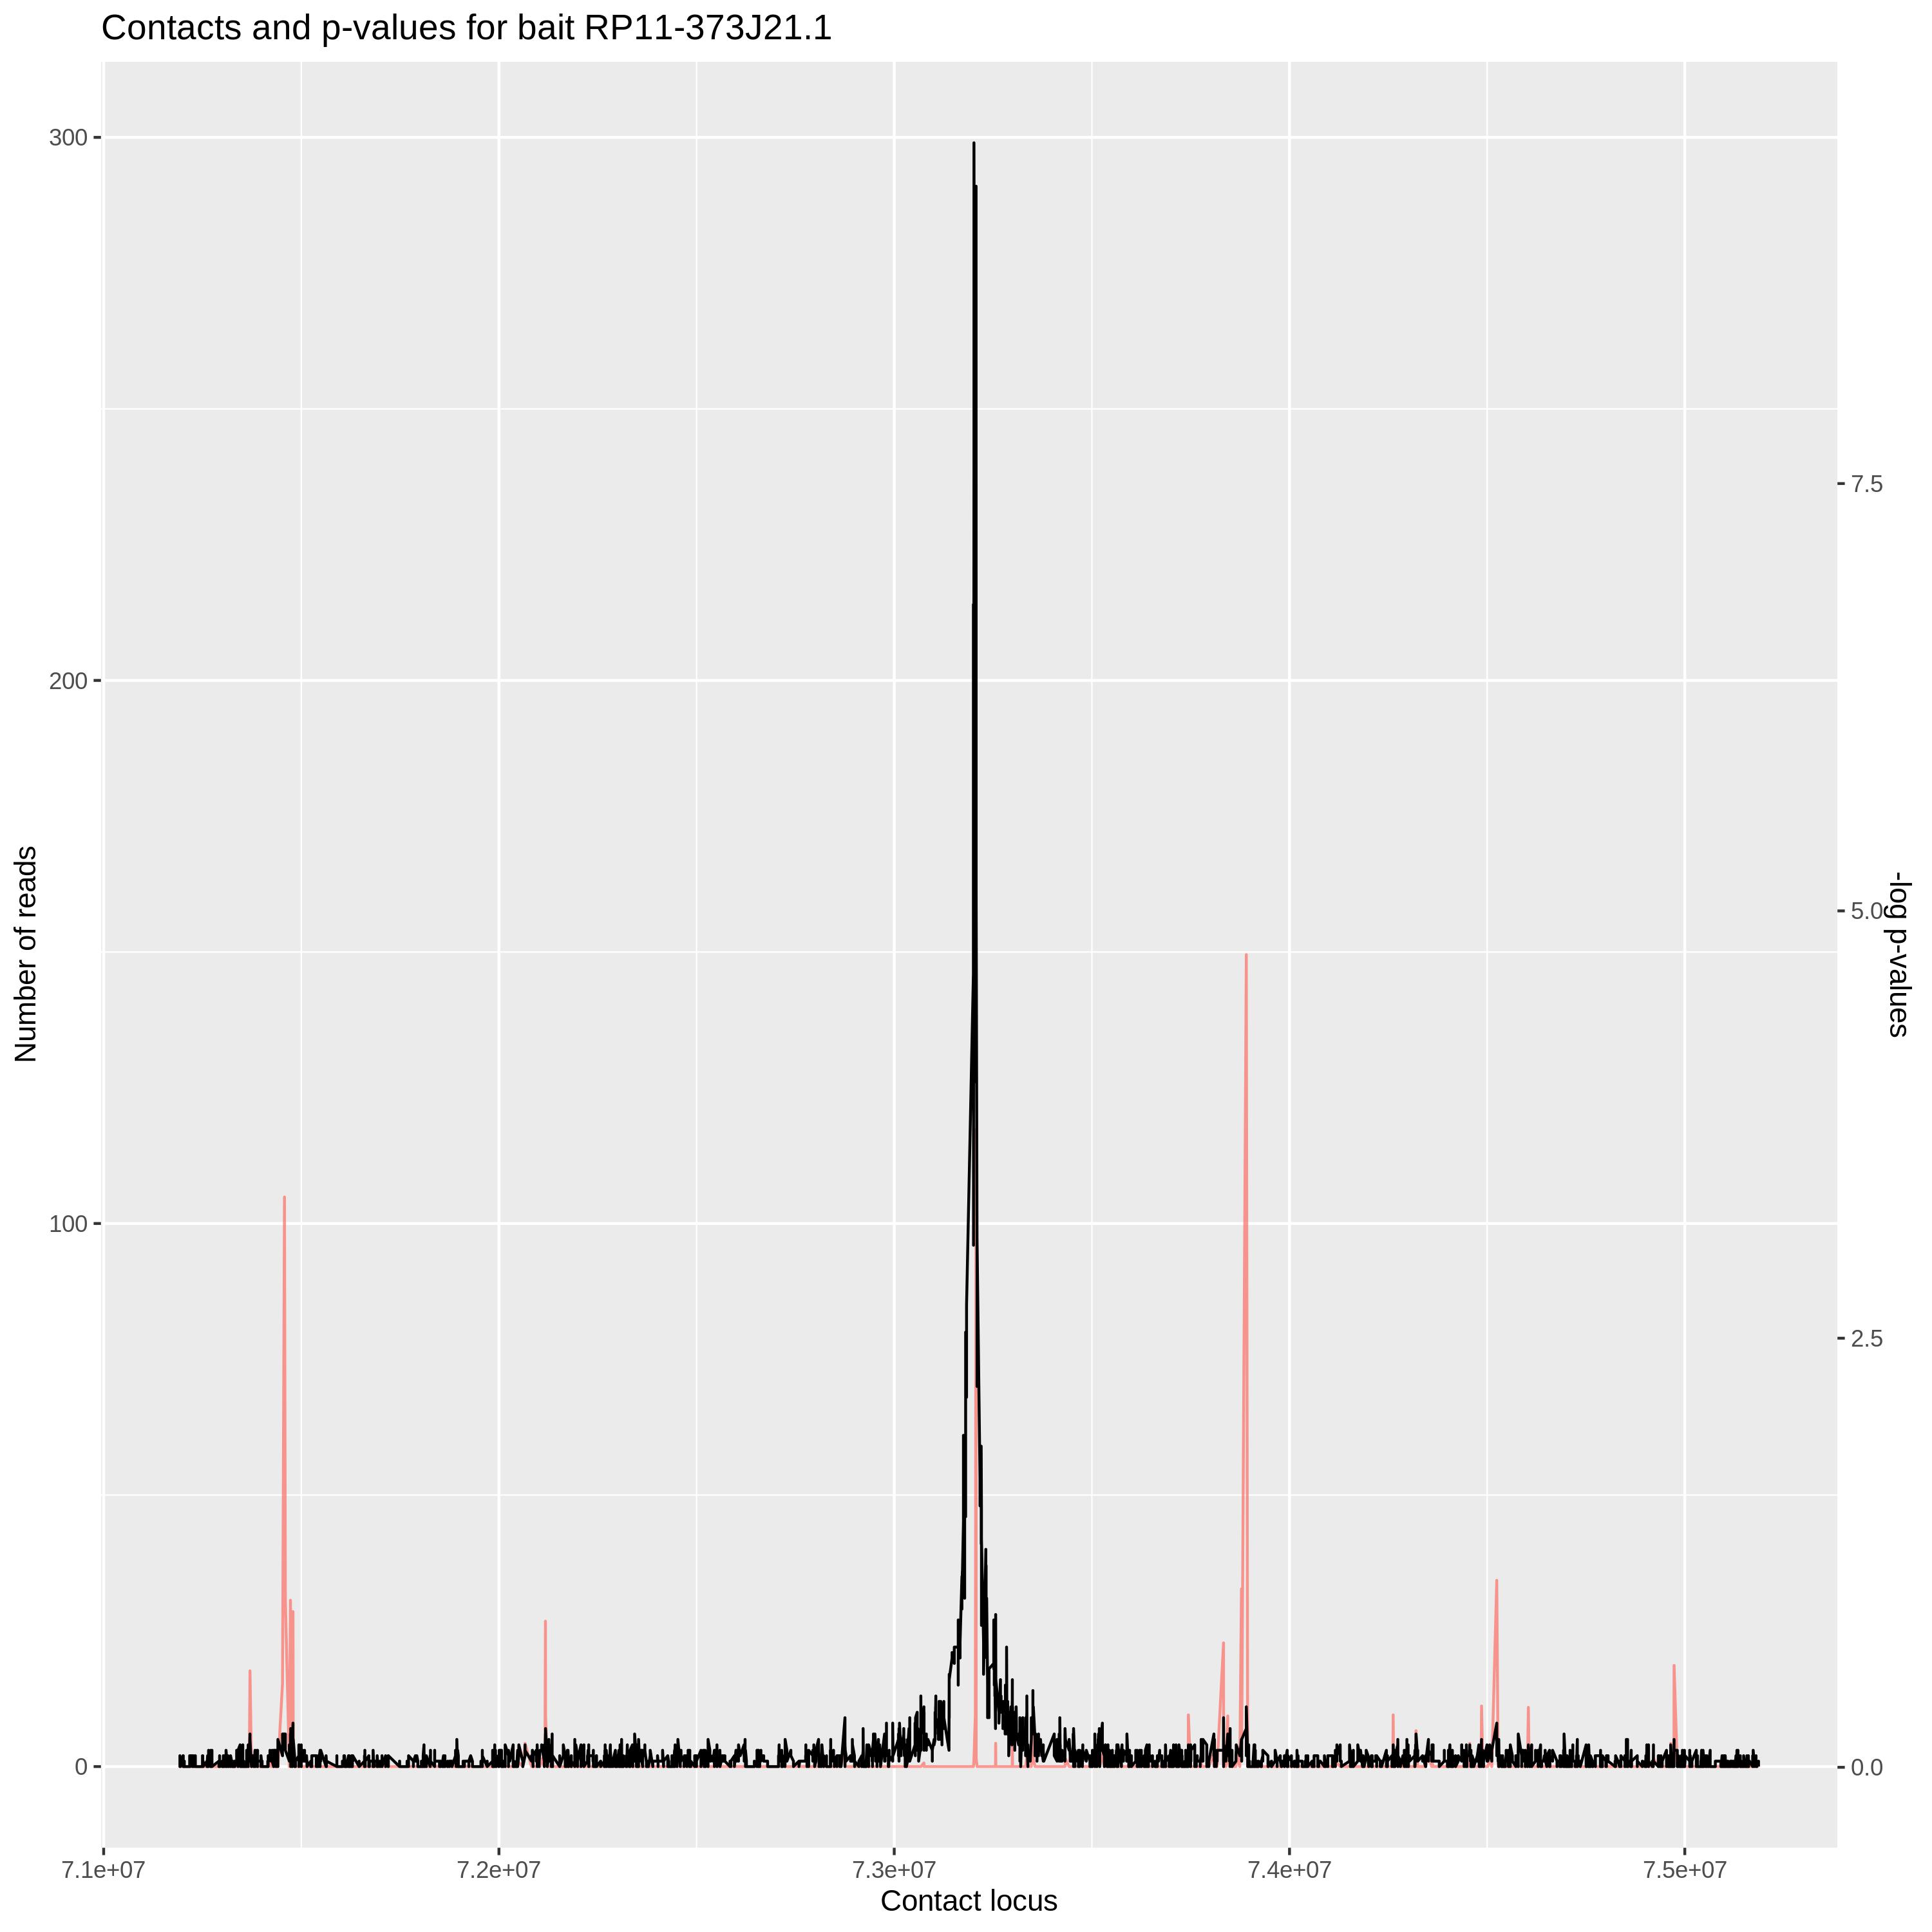 Contacts and p-values for bait RP11-373J21.1
300
200
100
0
Number of reads
7.5
5.0
2.5
0.0
-log p-values
7.1e+07
7.2e+07
7.3e+07
7.4e+07
7.5e+07
Contact locus